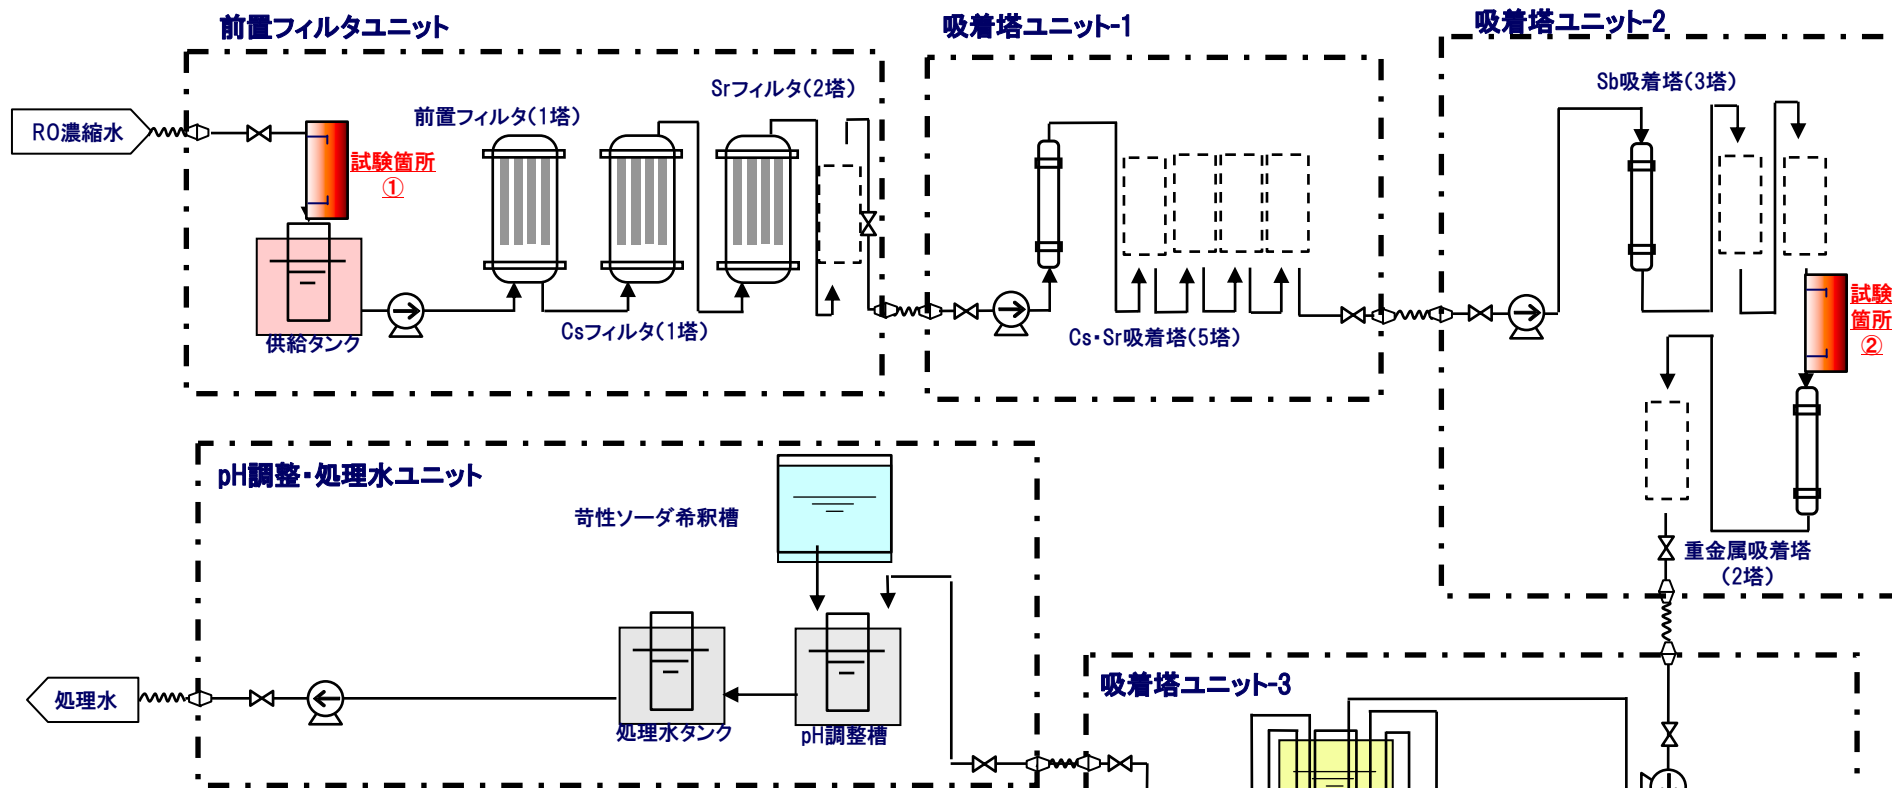 前置フィルタユニット
吸着塔ユニット-1
吸着塔ユニット-2
Srフィルタ(2塔)
Sb吸着塔(3塔)
前置フィルタ(1塔)
RO濃縮水
試験箇所
①
試験
箇所
②
供給タンク
Csフィルタ(1塔)
Cs・Sr吸着塔(5塔)
pH調整・処理水ユニット
苛性ソーダ希釈槽
重金属吸着塔
(2塔)
吸着塔ユニット-3
処理水
処理水タンク
pH調整槽